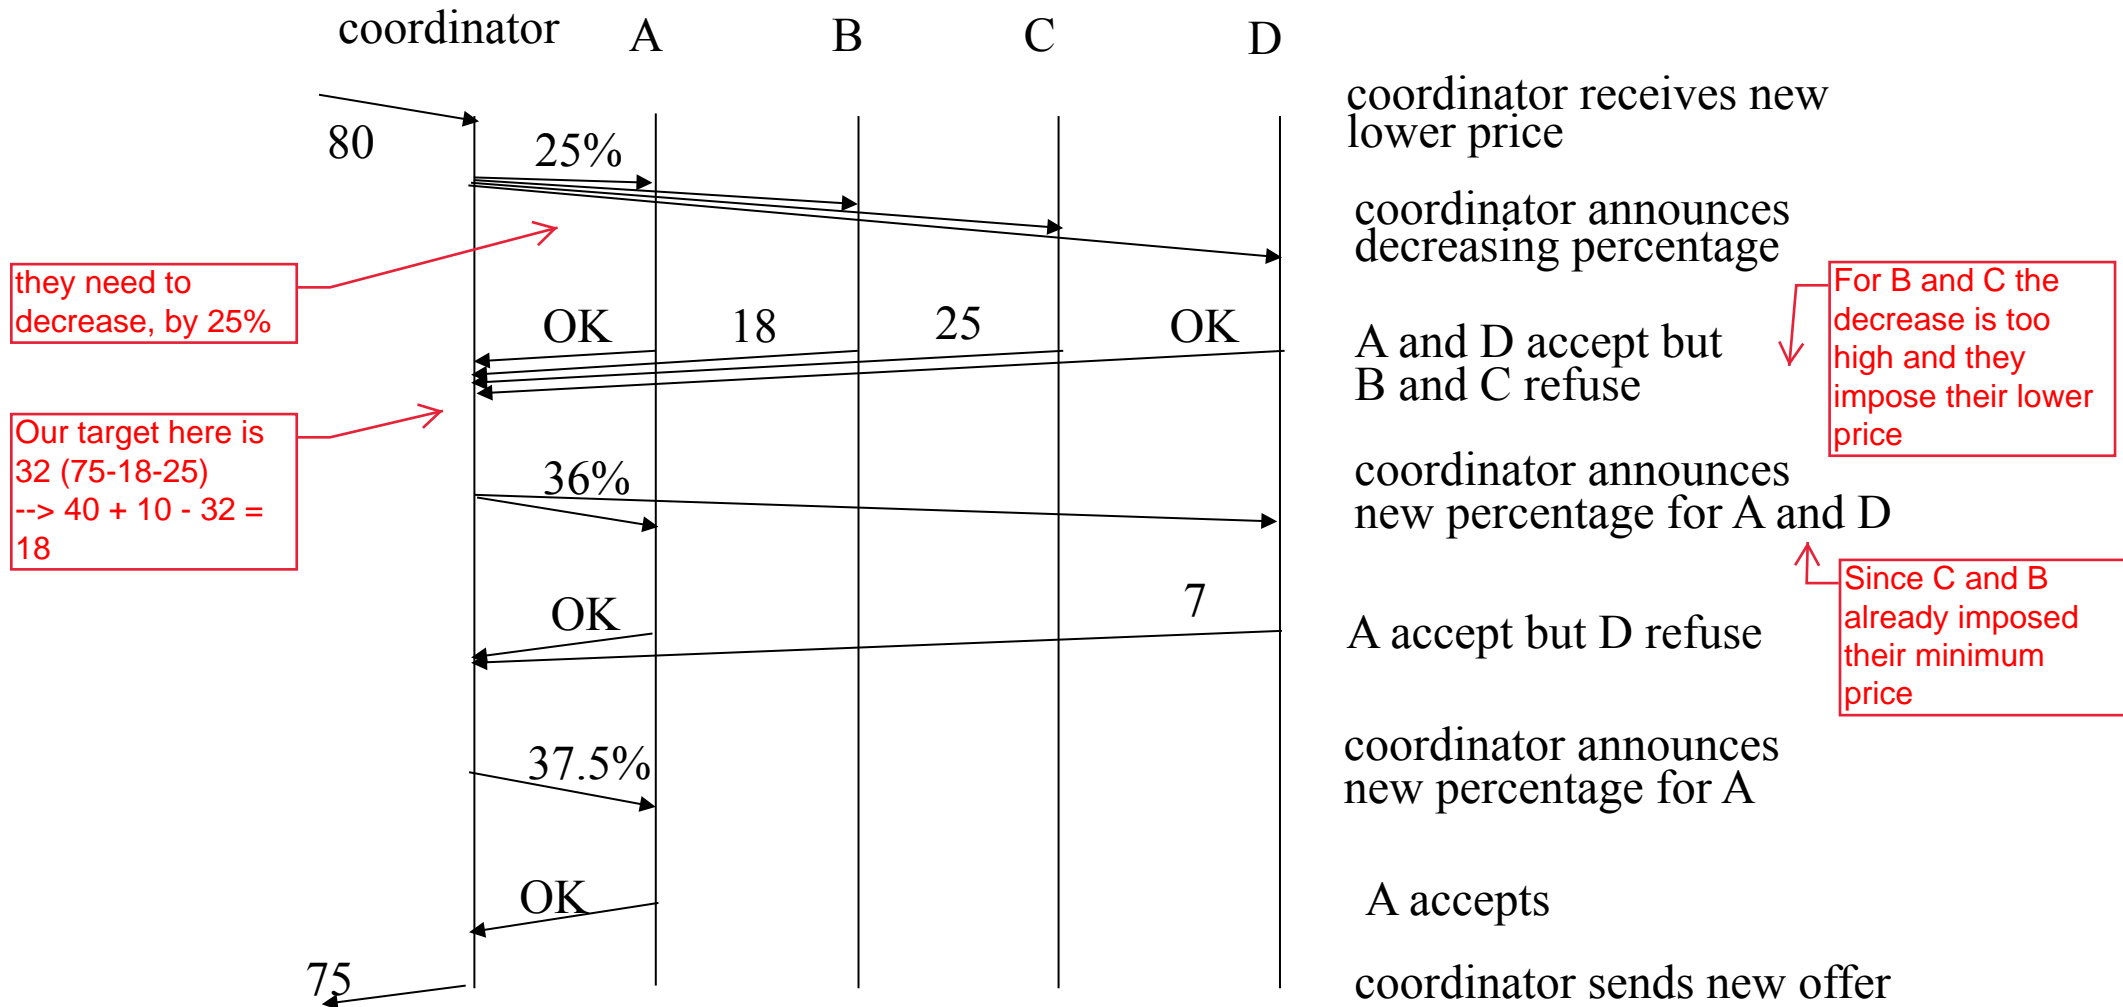 coordinator A B C D
coordinator receives new
lower price
80
25%
coordinator announces
decreasing percentage
they need to
decrease, by 25%
For B and C the
decrease is too
high and they
impose their lower
price
OK 18 25 OK
A and D accept but
B and C refuse
Our target here is
32 (75-18-25)
--> 40 + 10 - 32 =
18
36%
coordinator announces
new percentage for A and D
Since C and B
already imposed
their minimum
price
OK
7
A accept but D refuse
37.5%
coordinator announces
new percentage for A
OK
A accepts
75
coordinator sends new offer